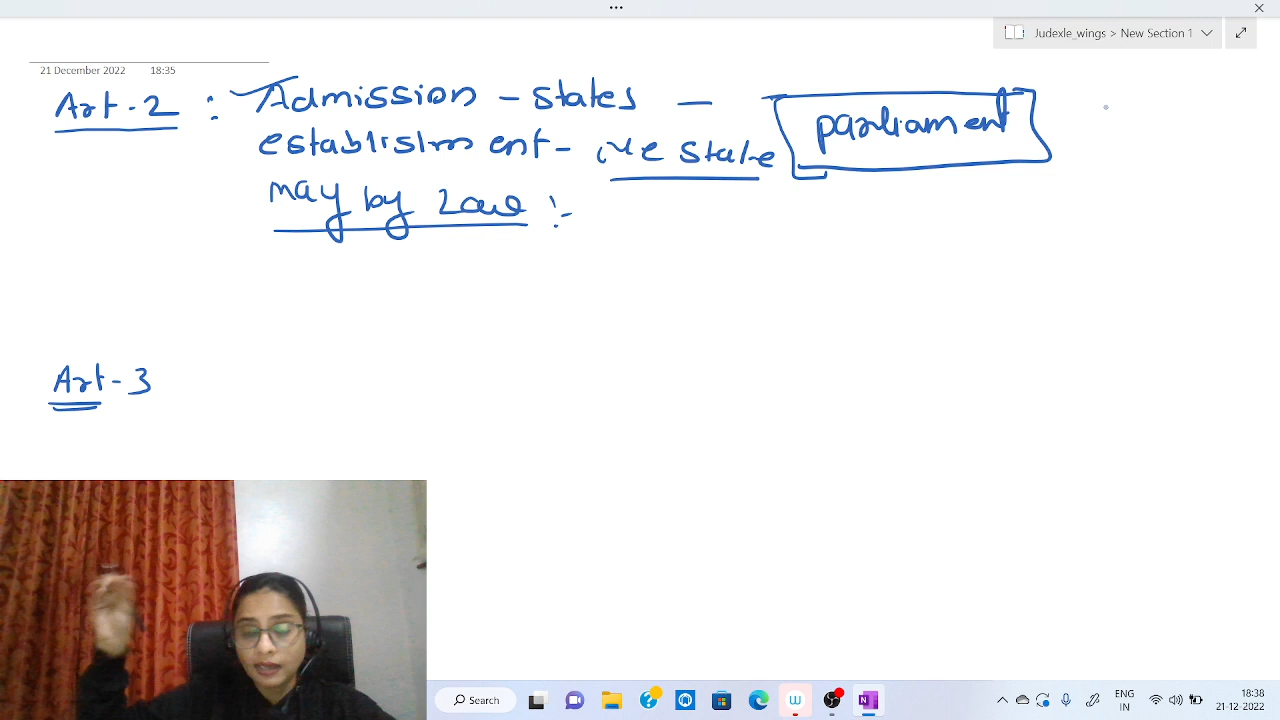 Judexle_wings > New Section 1
21 December 2022 18:35
Art-2 : Admission - states - parliament
establishment - new state
may by Law :-
Art-3
Search
ENG
IN
18:38
21-12-2022